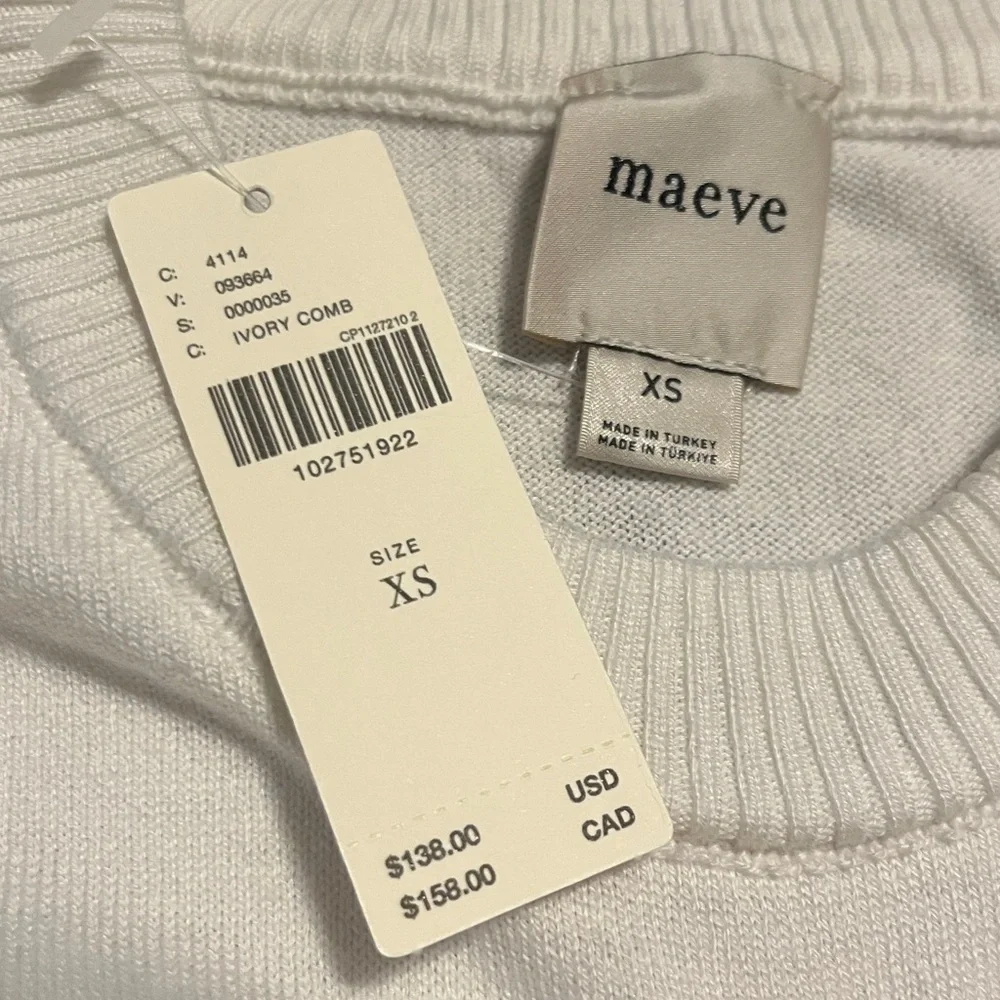 C: 4114
V: 093664
S: 0000035
C: IVORY COMB
CP1127210 2
102751922
SIZE
XS
$138.00 USD
$158.00 CAD
maeve
XS
MADE IN TURKEY
MADE IN TÜRKIYE